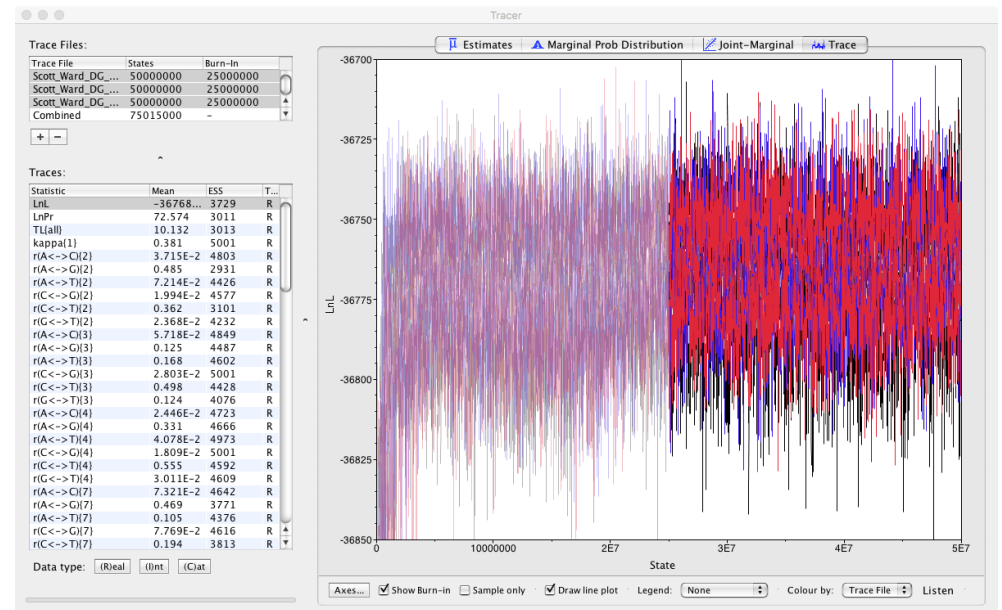 Tracer
Trace Files:
Trace File States Burn-In
Scott_Ward_DG_... 50000000 25000000
Scott_Ward_DG_... 50000000 25000000
Scott_Ward_DG_... 50000000 25000000
Combined 75015000 -
+ -
Traces:
Statistic Mean ESS T...
LnL -36768... 3729 R
LnPr 72.574 3011 R
TL{all} 10.132 3013 R
kappa{1} 0.381 5001 R
r(A<->C){2} 3.715E-2 4803 R
r(A<->G){2} 0.485 2931 R
r(A<->T){2} 7.214E-2 4426 R
r(C<->G){2} 1.994E-2 4577 R
r(C<->T){2} 0.362 3101 R
r(G<->T){2} 2.368E-2 4232 R
r(A<->C){3} 5.718E-2 4849 R
r(A<->G){3} 0.125 4487 R
r(A<->T){3} 0.168 4602 R
r(C<->G){3} 2.803E-2 5001 R
r(C<->T){3} 0.498 4428 R
r(G<->T){3} 0.124 4076 R
r(A<->C){4} 2.446E-2 4723 R
r(A<->G){4} 0.331 4666 R
r(A<->T){4} 4.078E-2 4973 R
r(C<->G){4} 1.809E-2 5001 R
r(C<->T){4} 0.555 4592 R
r(G<->T){4} 3.011E-2 4609 R
r(A<->C){7} 7.321E-2 4642 R
r(A<->G){7} 0.469 3771 R
r(A<->T){7} 0.105 4376 R
r(C<->G){7} 7.769E-2 4616 R
r(C<->T){7} 0.194 3813 R
Data type: (R)eal (I)nt (C)at
Estimates Marginal Prob Distribution Joint-Marginal Trace
-36700
-36725
-36750
-36775
-36800
-36825
-36850
LnL
0 1000000 2E7 3E7 4E7 5E7
State
Axes... Show Burn-in Sample only Draw line plot Legend: None Colour by: Trace File Listen